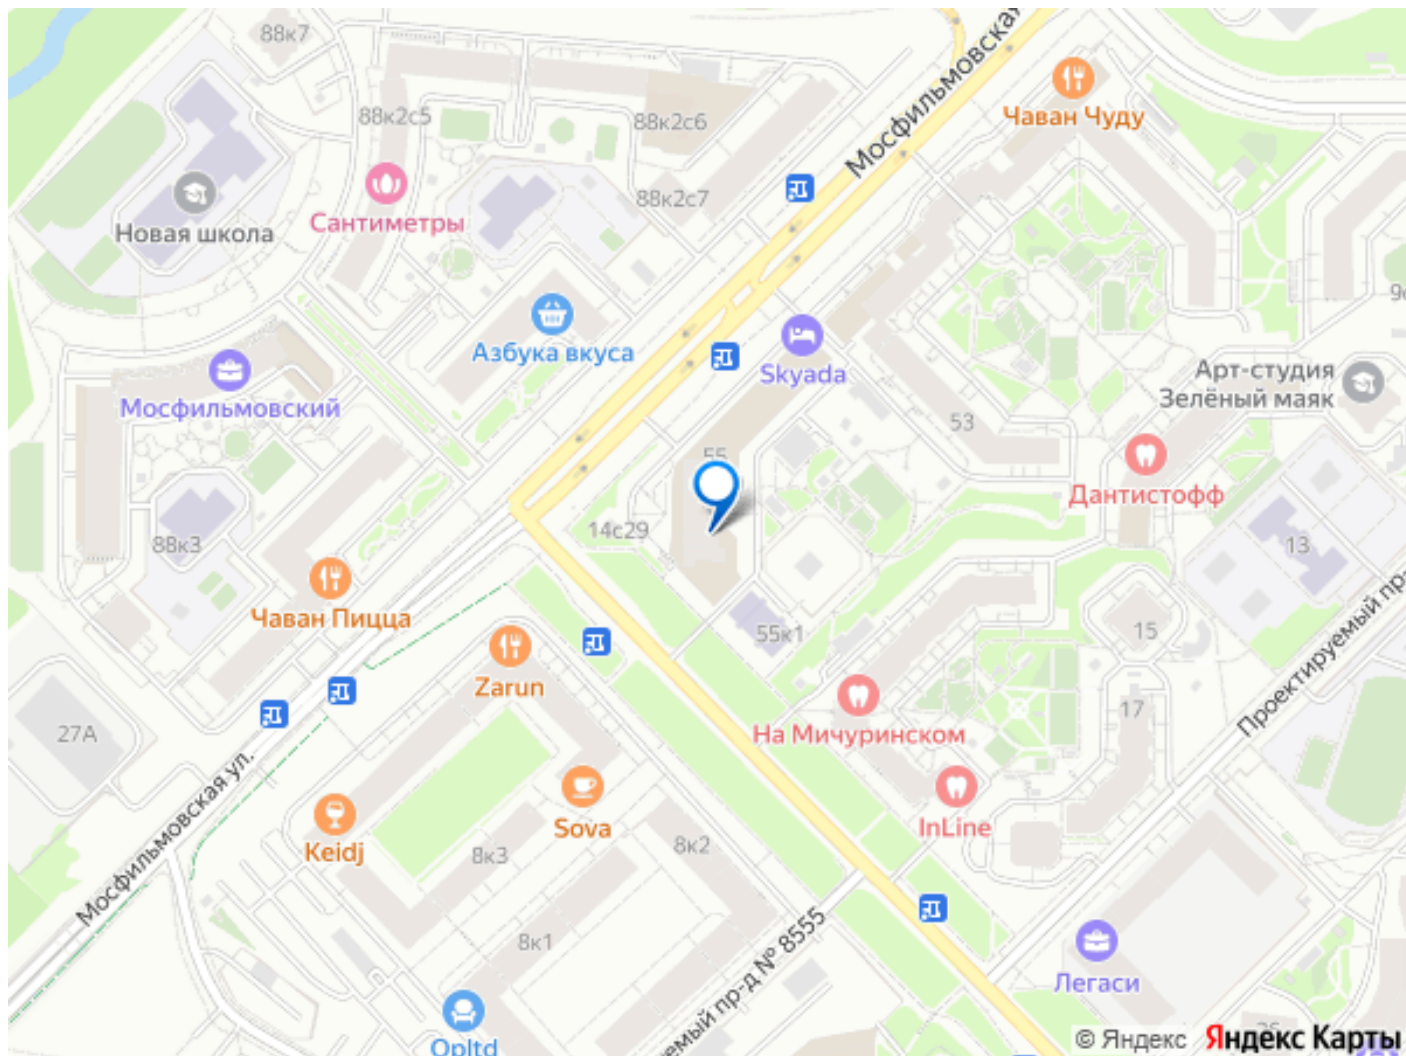 88к7
Мосфильмовская
Чаван Чуду
88к2с5
88к2с6
Новая школа
Сантиметры
88к2с7
Азбука вкуса
Skyada
Мосфильмовский
Арт-студия
Зелёный маяк
53
55
Дантистофф
14с29
88к3
13
Чаван Пицца
55к1
15
Zarun
17
Проектируемый пр-
27А
На Мичуринском
Мосфильмовская ул.
Sova
InLine
Keidj
8к3
8к2
8к1
емый пр-д № 8555
Легаси
Opltd
© Яндекс Яндекс Карты